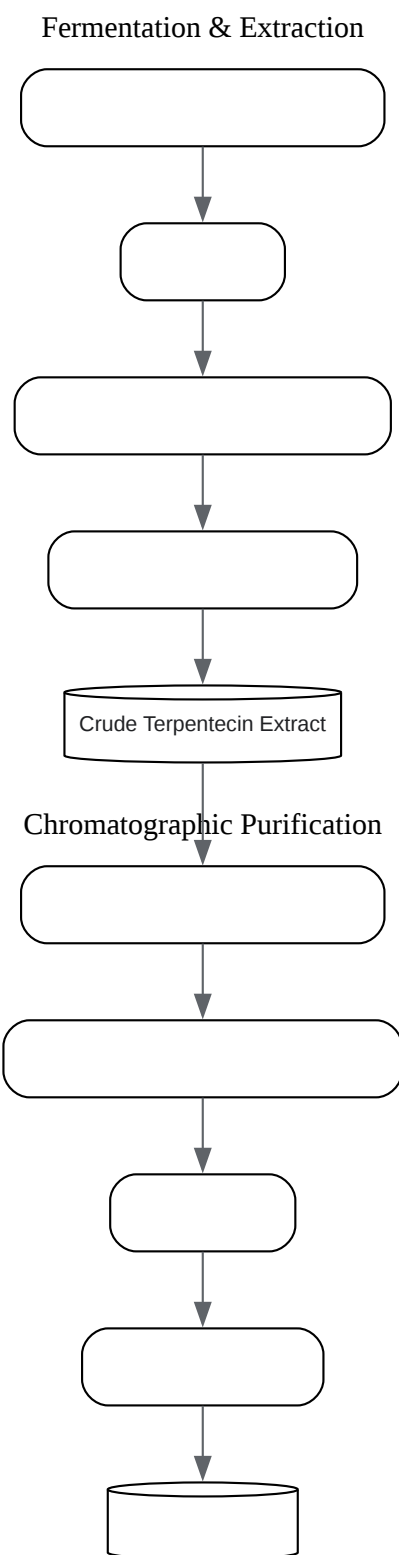 Fermentation & Extraction
Crude Terpentecin Extract
Chromatographic Purification